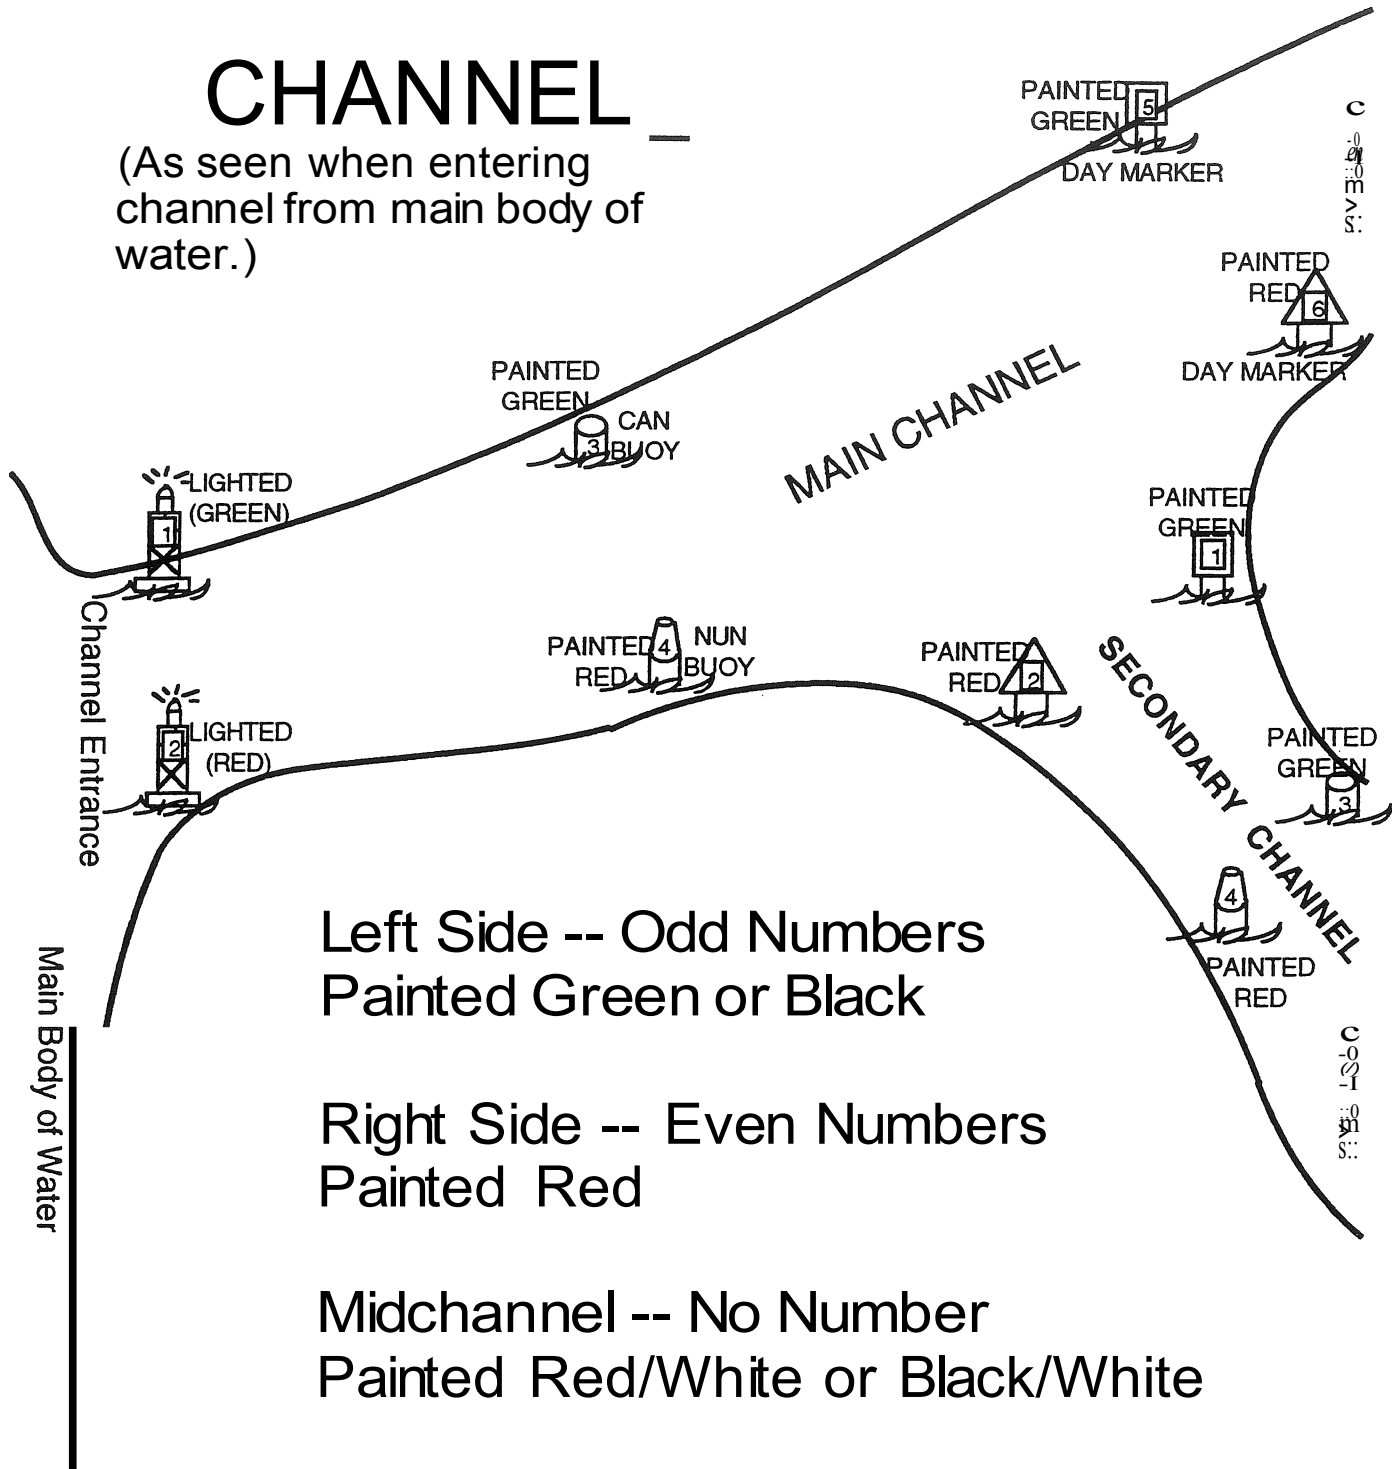 CHANNEL _
(As seen when entering
channel from main body of
water.)
PAINTED
GREEN
5
DAY MARKER
PAINTED
RED
6
DAY MARKER
PAINTED
GREEN
3
CAN
BUOY
MAIN CHANNEL
LIGHTED
(GREEN)
1
PAINTED
GREEN
1
Channel Entrance
PAINTED
RED
4
NUN
BUOY
PAINTED
RED
2
SECONDARY CHANNEL
LIGHTED
(RED)
2
PAINTED
GREEN
3
4
PAINTED
RED
Main Body of Water
Left Side -- Odd Numbers
Painted Green or Black
Right Side -- Even Numbers
Painted Red
Midchannel -- No Number
Painted Red/White or Black/White